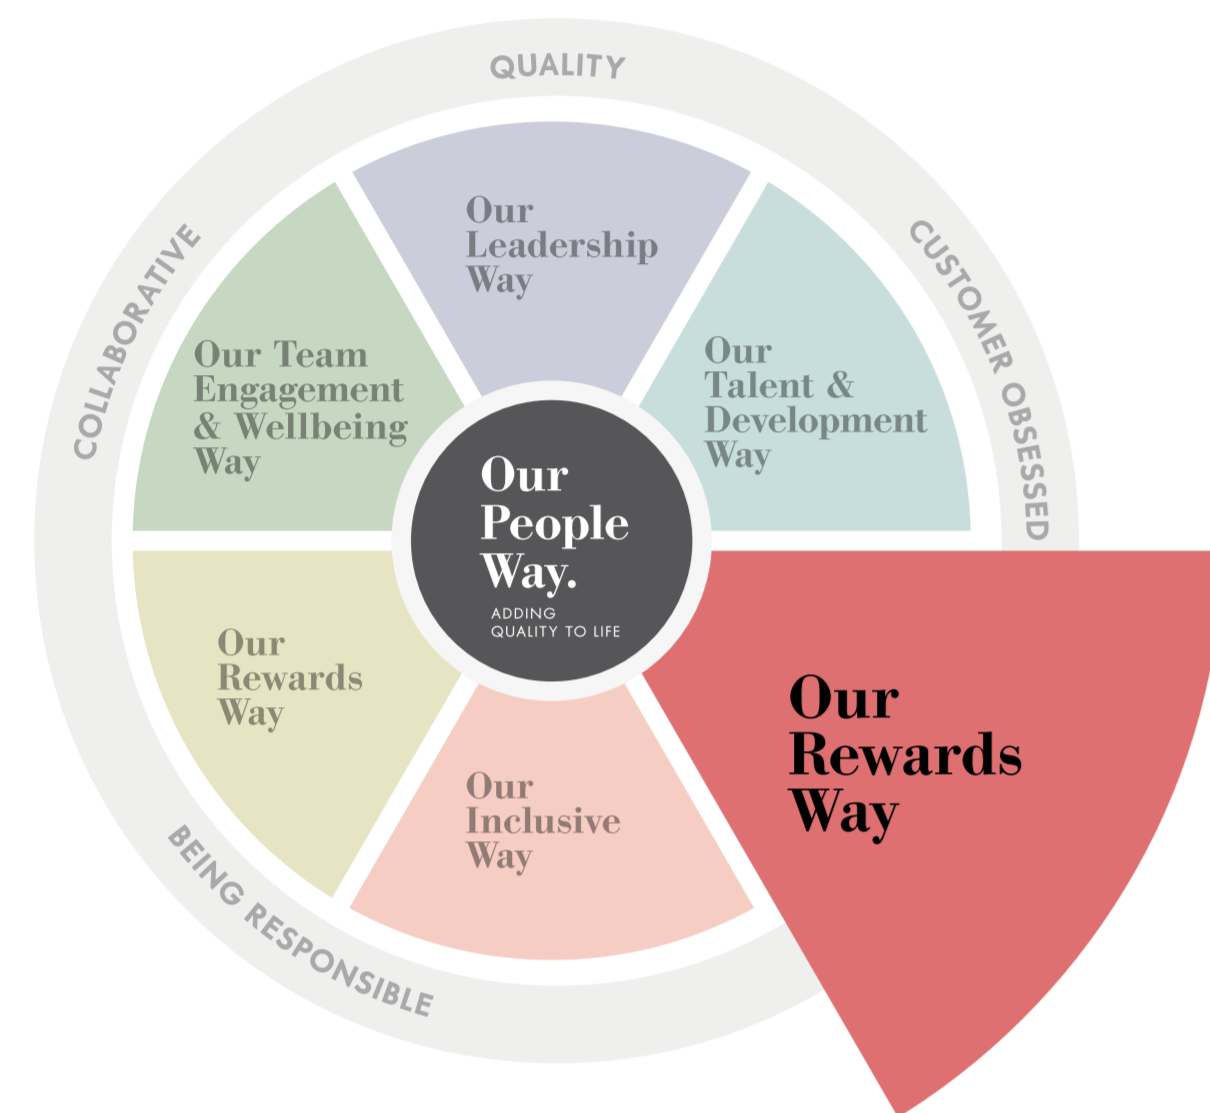 QUALITY
COLLABORATIVE
CUSTOMER OBSESSED
Our
Leadership
Way
Our Team
Engagement
& Wellbeing
Way
Our
Talent &
Development
Way
Our
People
Way.
ADDING
QUALITY TO LIFE
Our
Rewards
Way
Our
Rewards
Way
Our
Inclusive
Way
BEING RESPONSIBLE